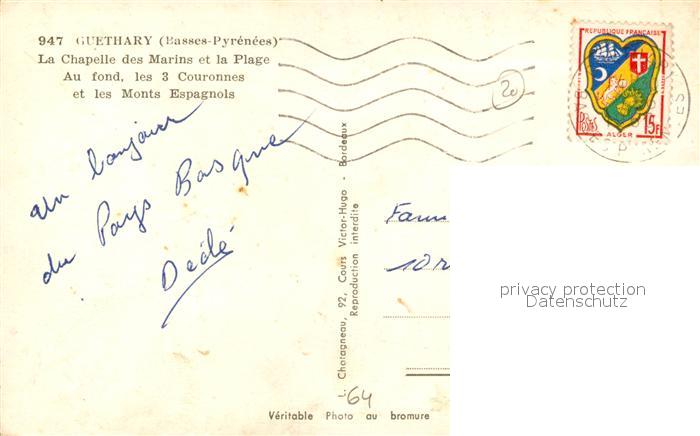 947 GUETHARY (Basses-Pyrénées)
La Chapelle des Marins et la Plage
Au fond, les 3 Couronnes
et les Monts Espagnols
un bonjour
du Pays Basque
Dédé
L. Chatagneau, 92, Cours Victor-Hugo - Bordeaux
Reproduction interdite
20
REPUBLIQUE FRANÇAISE
POSTES
ALGER
15F
Fam
10 r
privacy protection
Datenschutz
64
Véritable Photo au bromure